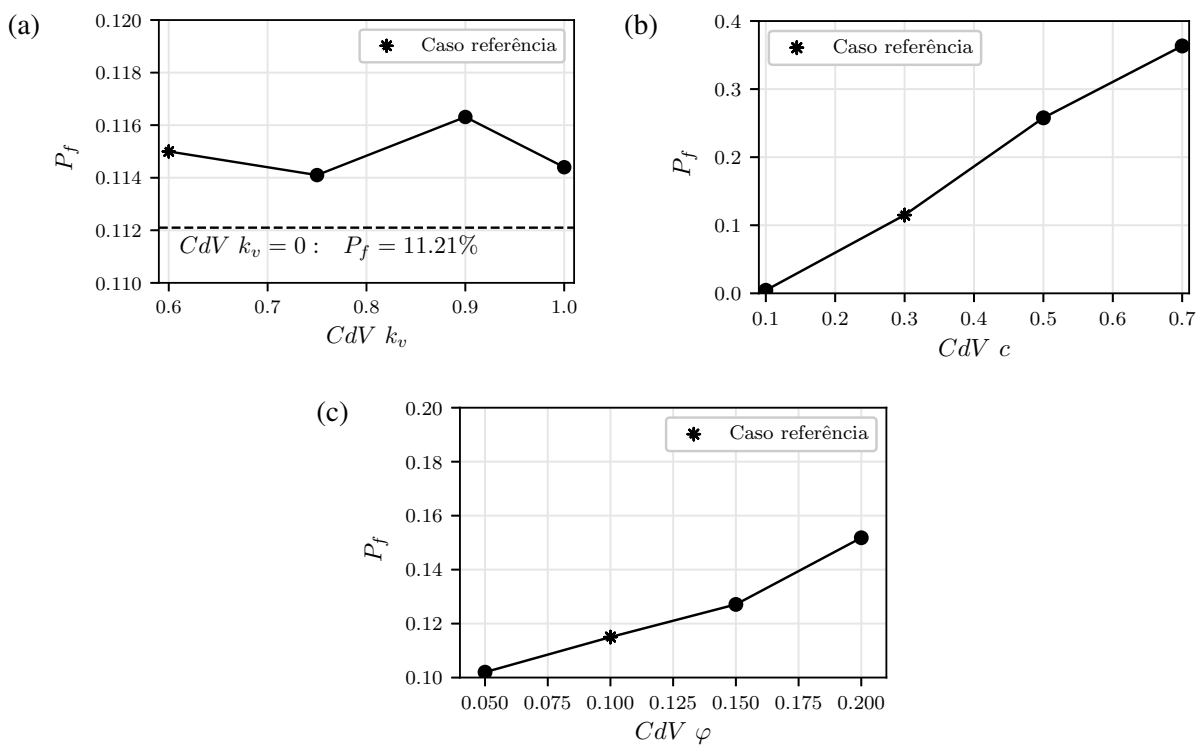 (a)
0.120
0.118
0.116
0.114
0.112
0.110
P_f
Caso referência
CdV k_v = 0 : P_f = 11.21%
0.6 0.7 0.8 0.9 1.0
CdV k_v
(b)
0.4
0.3
0.2
0.1
0.0
P_f
Caso referência
0.1 0.2 0.3 0.4 0.5 0.6 0.7
CdV c
(c)
0.20
0.18
0.16
0.14
0.12
0.10
P_f
Caso referência
0.050 0.075 0.100 0.125 0.150 0.175 0.200
CdV φ